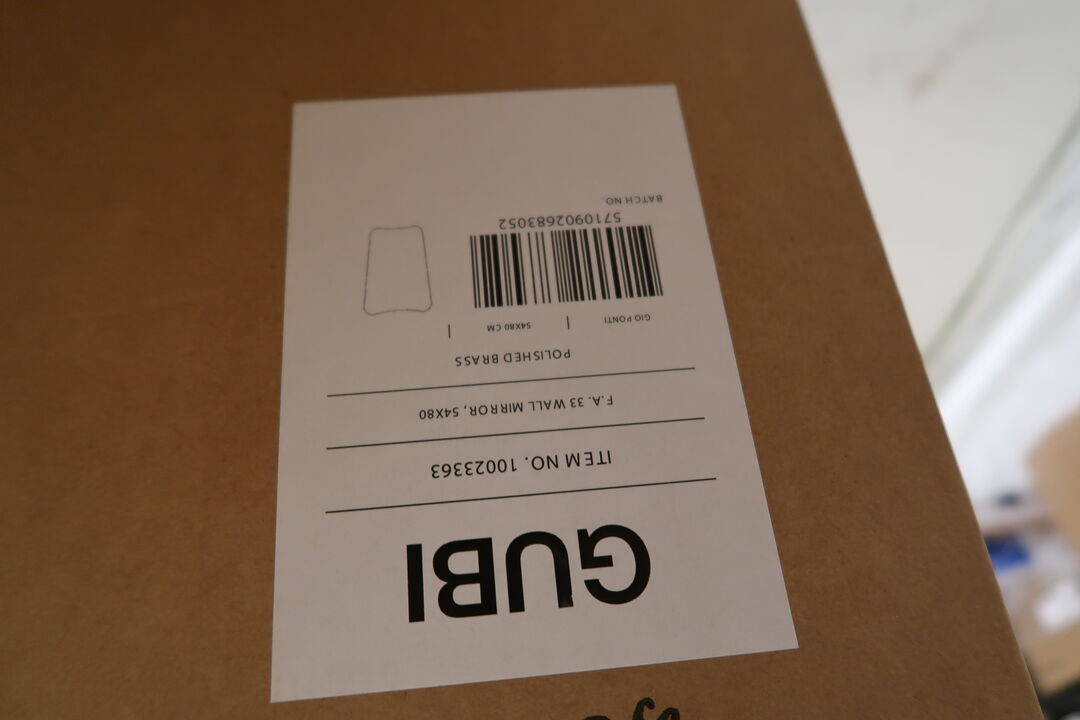 GUBI
ITEM NO. 10023363
F.A. 33 WALL MIRROR, 54X80
POLISHED BRASS
GIO PONTI | 54X80 CM |
5710902683052
BATCH NO.